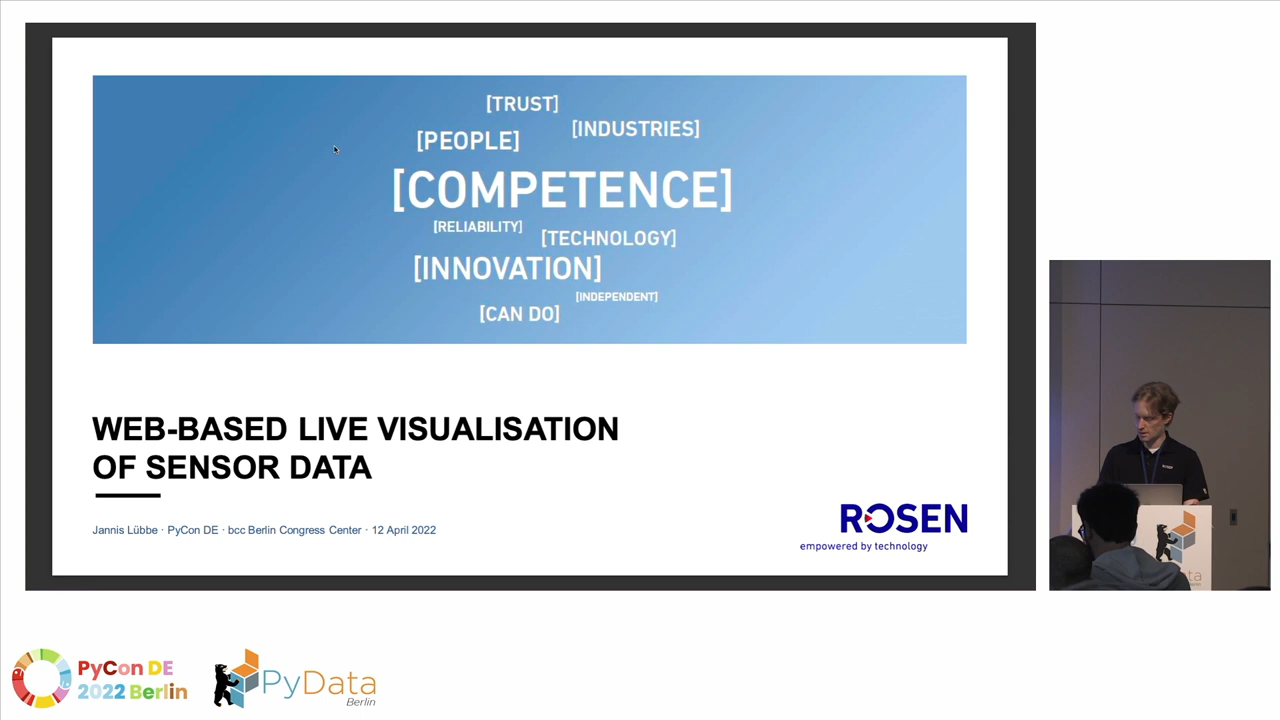 [TRUST]
[INDUSTRIES]
[PEOPLE]
[COMPETENCE]
[RELIABILITY]
[TECHNOLOGY]
[INNOVATION]
[INDEPENDENT]
[CAN DO]
WEB-BASED LIVE VISUALISATION
OF SENSOR DATA
Jannis Lübbe · PyCon DE · bcc Berlin Congress Center · 12 April 2022
ROSEN
empowered by technology
ata
PyCon DE
2022 Berlin
PyData
Berlin